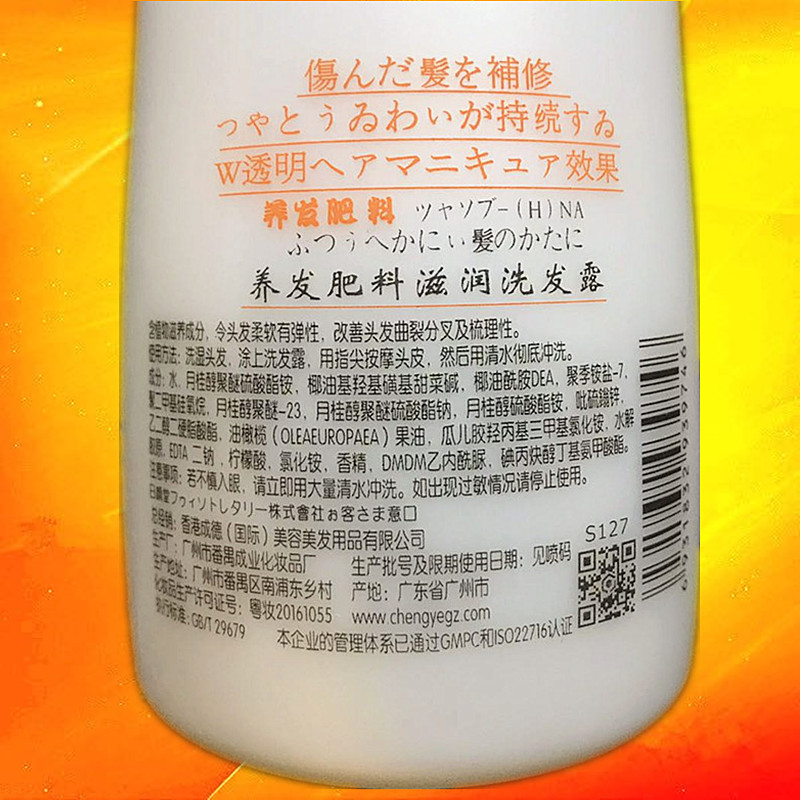 傷んだ髪を補修
つやとうゐわいが持続すゐ
W透明ヘアマニキュア效果
养发肥料 ツャソブ-(H)NA
ふつぅへかにい髪のかたに
养发肥料滋润洗发露
含植物滋养成分，令头发柔软有弹性，改善头发曲裂分叉及梳理性。
使用方法：洗湿头发，涂上洗发露，用指尖按摩头皮，然后用清水彻底冲洗。
成分：水，月桂醇聚醚硫酸酯铵，椰油基羟基磺基甜菜碱，椰油酰胺DEA，聚季铵盐-7，
聚二甲基硅氧烷，月桂醇聚醚-23，月桂醇聚醚硫酸酯钠，月桂醇硫酸酯铵，吡硫鎓锌，
乙二醇二硬脂酸酯，油橄榄（OLEAEUROPAEA）果油，瓜儿胶羟丙基三甲基氯化铵，水解
胶原，EDTA 二钠，柠檬酸，氯化铵，香精，DMDM乙内酰脲，碘丙炔醇丁基氨甲酸酯。
注意事项：若不慎入眼，请立即用大量清水冲洗。如出现过敏情况请停止使用。
フゥィソトレタリー株式會社ぉ客さま意口
总经销：香港成德（国际）美容美发用品有限公司
生产厂：广州市番禺成业化妆品厂 生产批号及限期使用日期：见喷码
生产地址：广州市番禺区南浦东乡村 产地：广东省广州市
化妆品生产许可证号：粤妆20161055 www.chengyegz.com
执行标准：GB/T 29679 本企业的管理体系已通过GMPC和ISO22716认证
S127
6931832939746